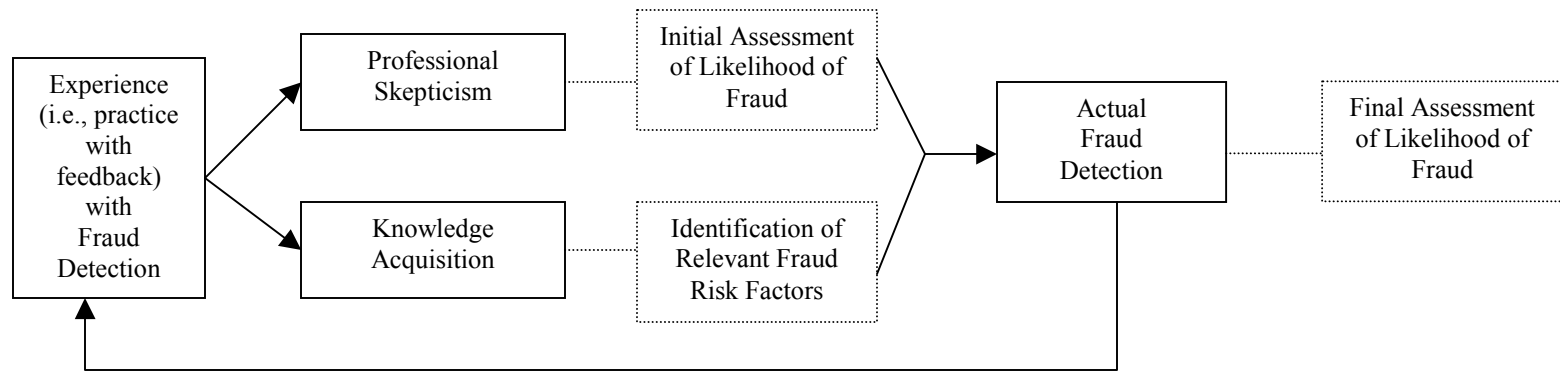 Experience
(i.e., practice
with
feedback)
with
Fraud
Detection
Professional
Skepticism
Initial Assessment
of Likelihood of
Fraud
Knowledge
Acquisition
Identification of
Relevant Fraud
Risk Factors
Actual
Fraud
Detection
Final Assessment
of Likelihood of
Fraud